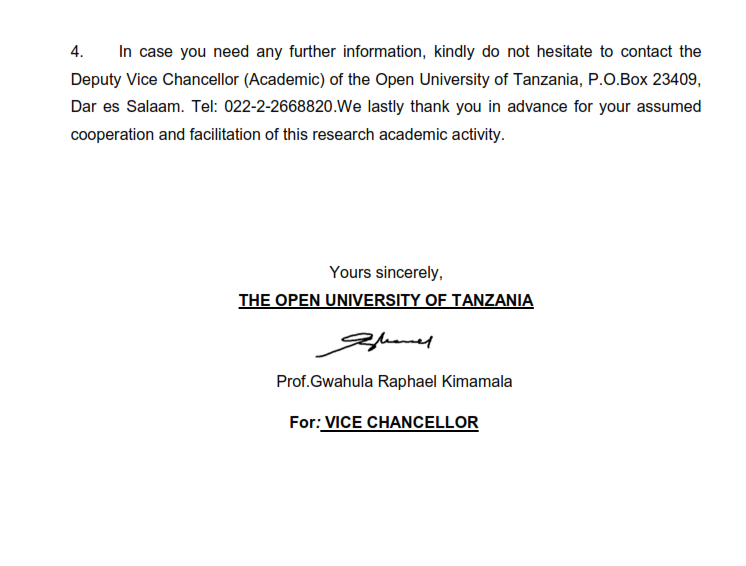 4. In case you need any further information, kindly do not hesitate to contact the
Deputy Vice Chancellor (Academic) of the Open University of Tanzania, P.O.Box 23409,
Dar es Salaam. Tel: 022-2-2668820.We lastly thank you in advance for your assumed
cooperation and facilitation of this research academic activity.
Yours sincerely,
THE OPEN UNIVERSITY OF TANZANIA
Prof.Gwahula Raphael Kimamala
For: VICE CHANCELLOR